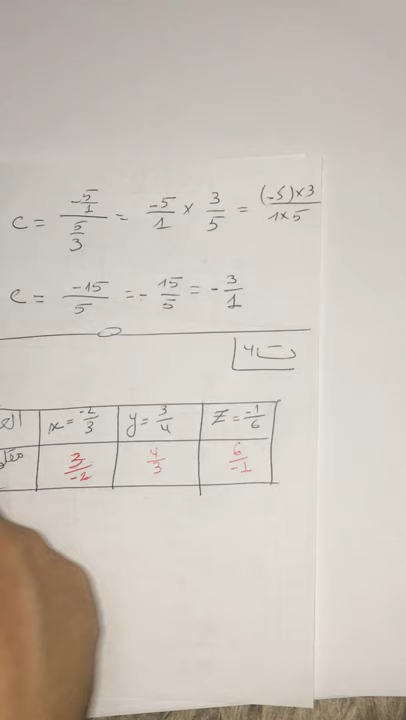 C = (-5/1)/(5/3) = -5/1 × 3/5 = (-5)×3/1×5
C = -15/5 = - 15/5 = - 3/1
ت4
x = -2/3 y = 3/4 z = -1/6
3/-2 4/3 6/-1